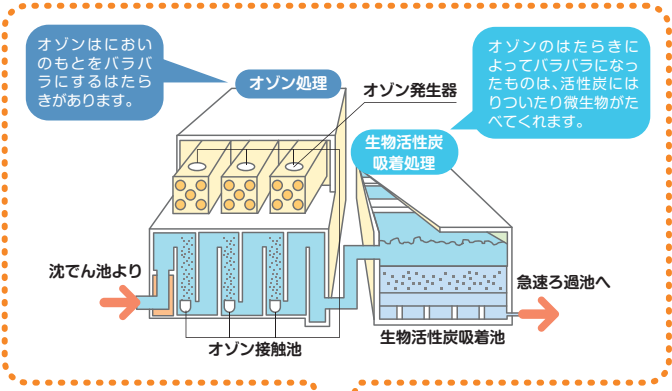 オゾンはにおい
のもとをバラバ
ラにするはたら
きがあります。
オゾン処理
オゾン発生器
オゾンのはたらきに
よってバラバラになっ
たものは、活性炭には
りついたり微生物がた
べてくれます。
生物活性炭
吸着処理
沈でん池より
急速ろ過池へ
オゾン接触池
生物活性炭吸着池